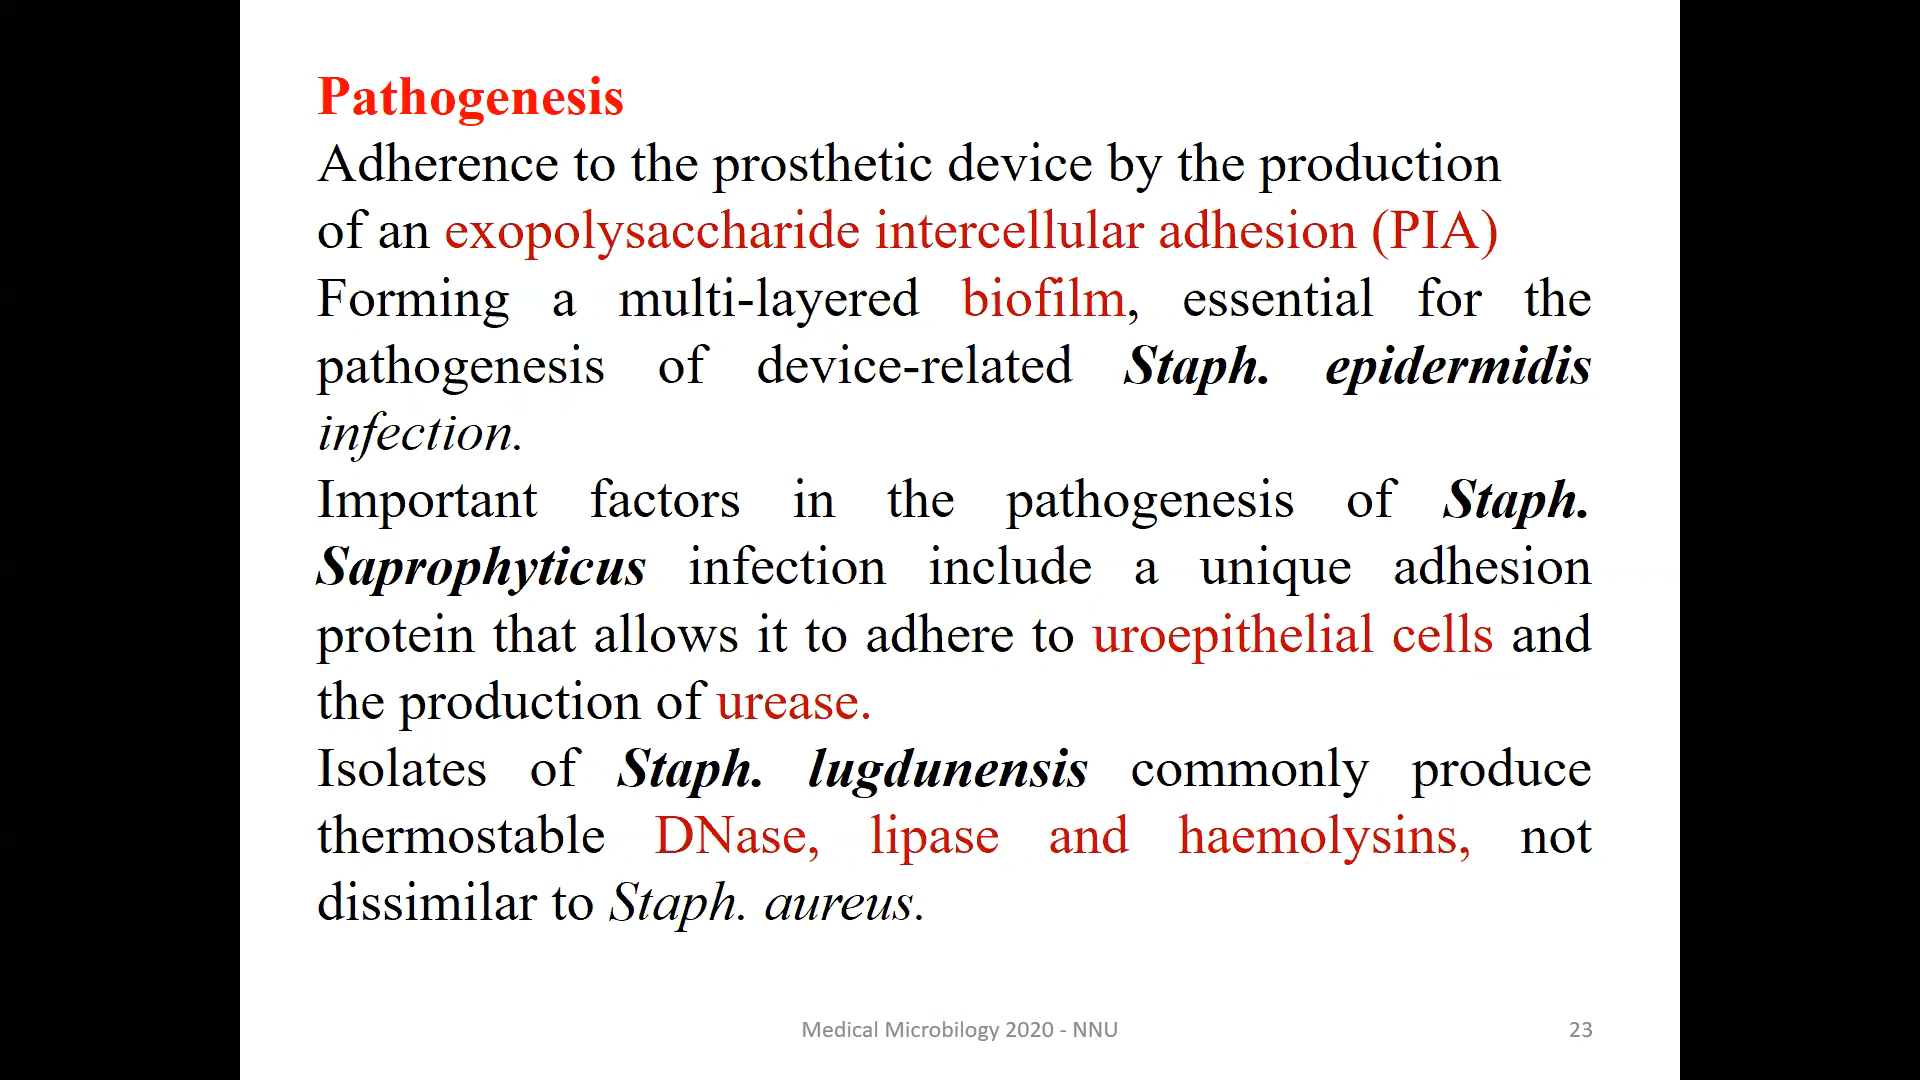 Pathogenesis
Adherence to the prosthetic device by the production
of an exopolysaccharide intercellular adhesion (PIA)
Forming a multi-layered biofilm, essential for the
pathogenesis of device-related Staph. epidermidis
infection.
Important factors in the pathogenesis of Staph.
Saprophyticus infection include a unique adhesion
protein that allows it to adhere to uroepithelial cells and
the production of urease.
Isolates of Staph. lugdunensis commonly produce
thermostable DNase, lipase and haemolysins, not
dissimilar to Staph. aureus.
Medical Microbilogy 2020 - NNU
23